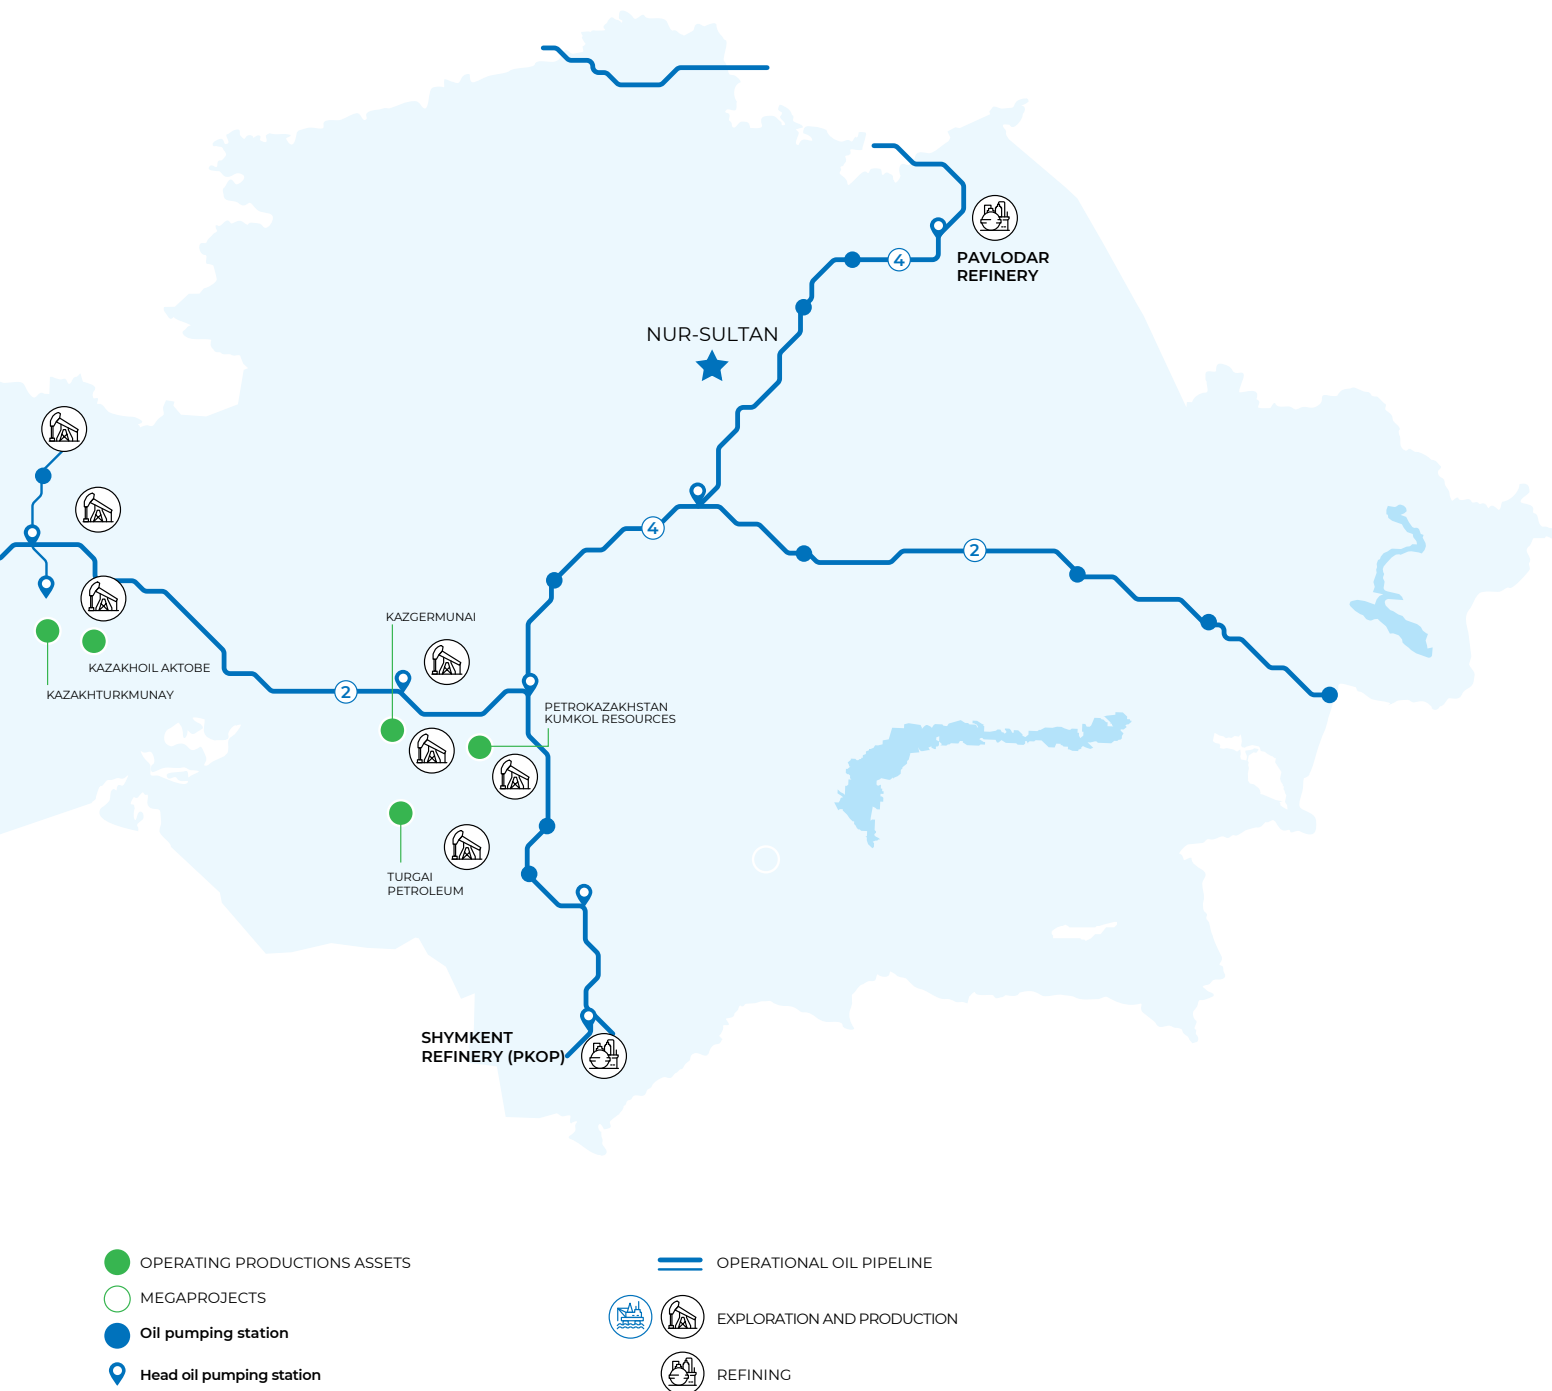 4
PAVLODAR
REFINERY
NUR-SULTAN
4
2
KAZGERMUNAI
KAZAKHOIL AKTOBE
KAZAKHTURKMUNAY
2
PETROKAZAKHSTAN
KUMKOL RESOURCES
TURGAI
PETROLEUM
SHYMKENT
REFINERY (PKOP)
OPERATING PRODUCTIONS ASSETS
MEGAPROJECTS
Oil pumping station
Head oil pumping station
OPERATIONAL OIL PIPELINE
EXPLORATION AND PRODUCTION
REFINING